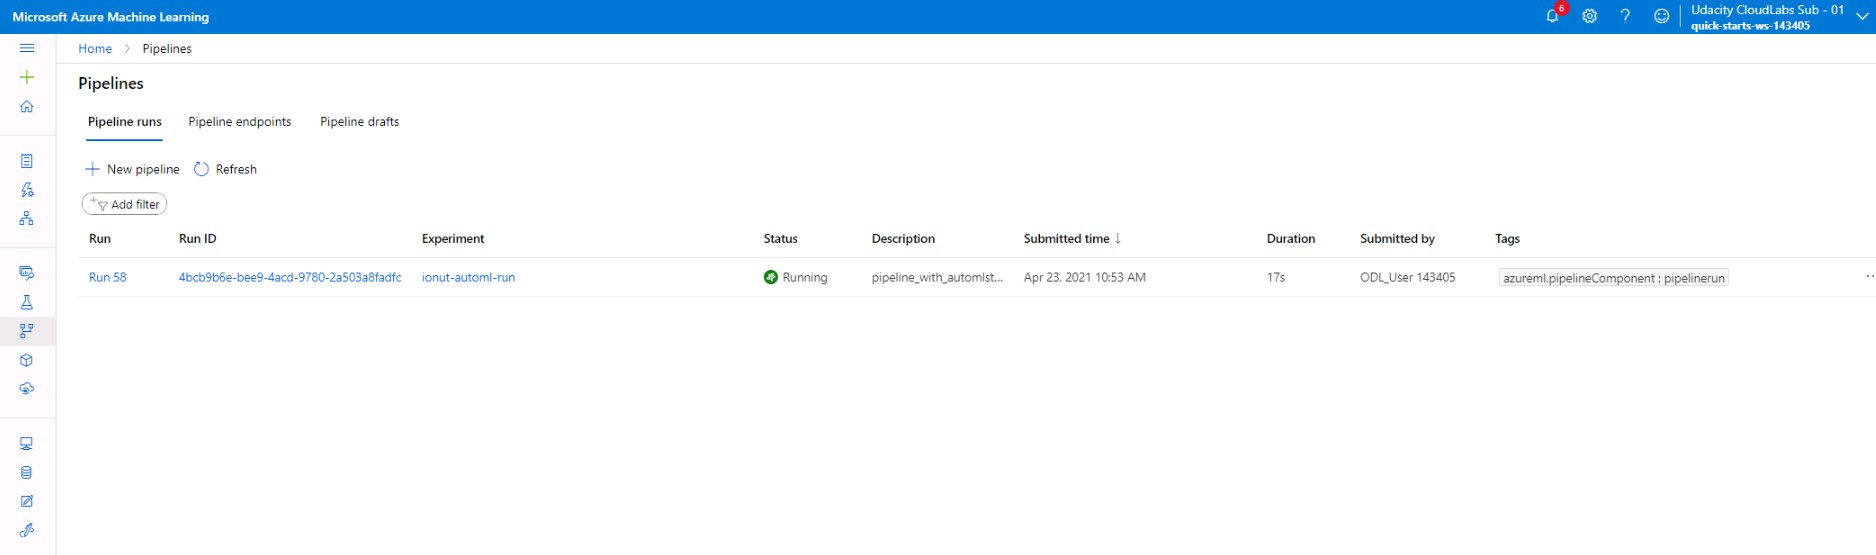 Microsoft Azure Machine Learning
6
Udacity CloudLabs Sub - 01
quick-starts-ws-143405
Home > Pipelines
Pipelines
Pipeline runs Pipeline endpoints Pipeline drafts
New pipeline Refresh
Add filter
Run Run ID Experiment Status Description Submitted time ↓ Duration Submitted by Tags
Run 58 4bcb9b6e-bee9-4acd-9780-2a503a8fadfc ionut-automl-run Running pipeline_with_automlst... Apr 23, 2021 10:53 AM 17s ODL_User 143405 azureml.pipelineComponent : pipelinerun